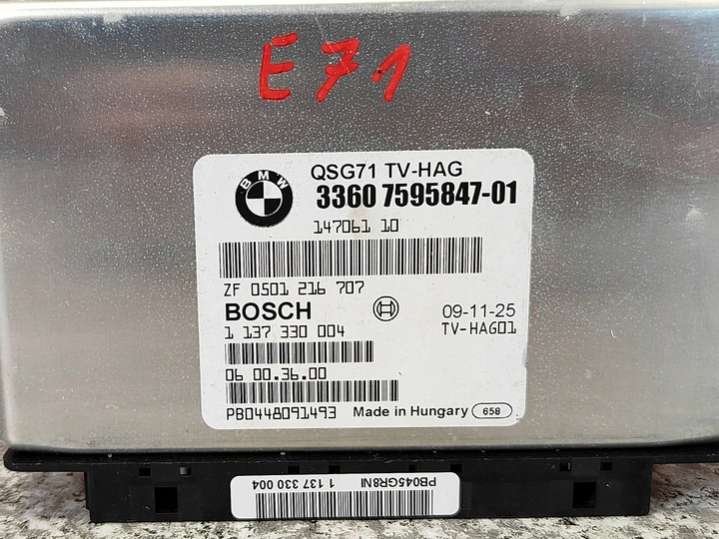 E71
BMW
QSG71 TV-HAG
3360 7595847-01
147061 10
ZF 0501 216 707
BOSCH
09-11-25
1 137 330 004
TV-HAG01
06 00.36.00
PB0448091493
Made in Hungary
658
PB045GR8NI
1 137 330 004